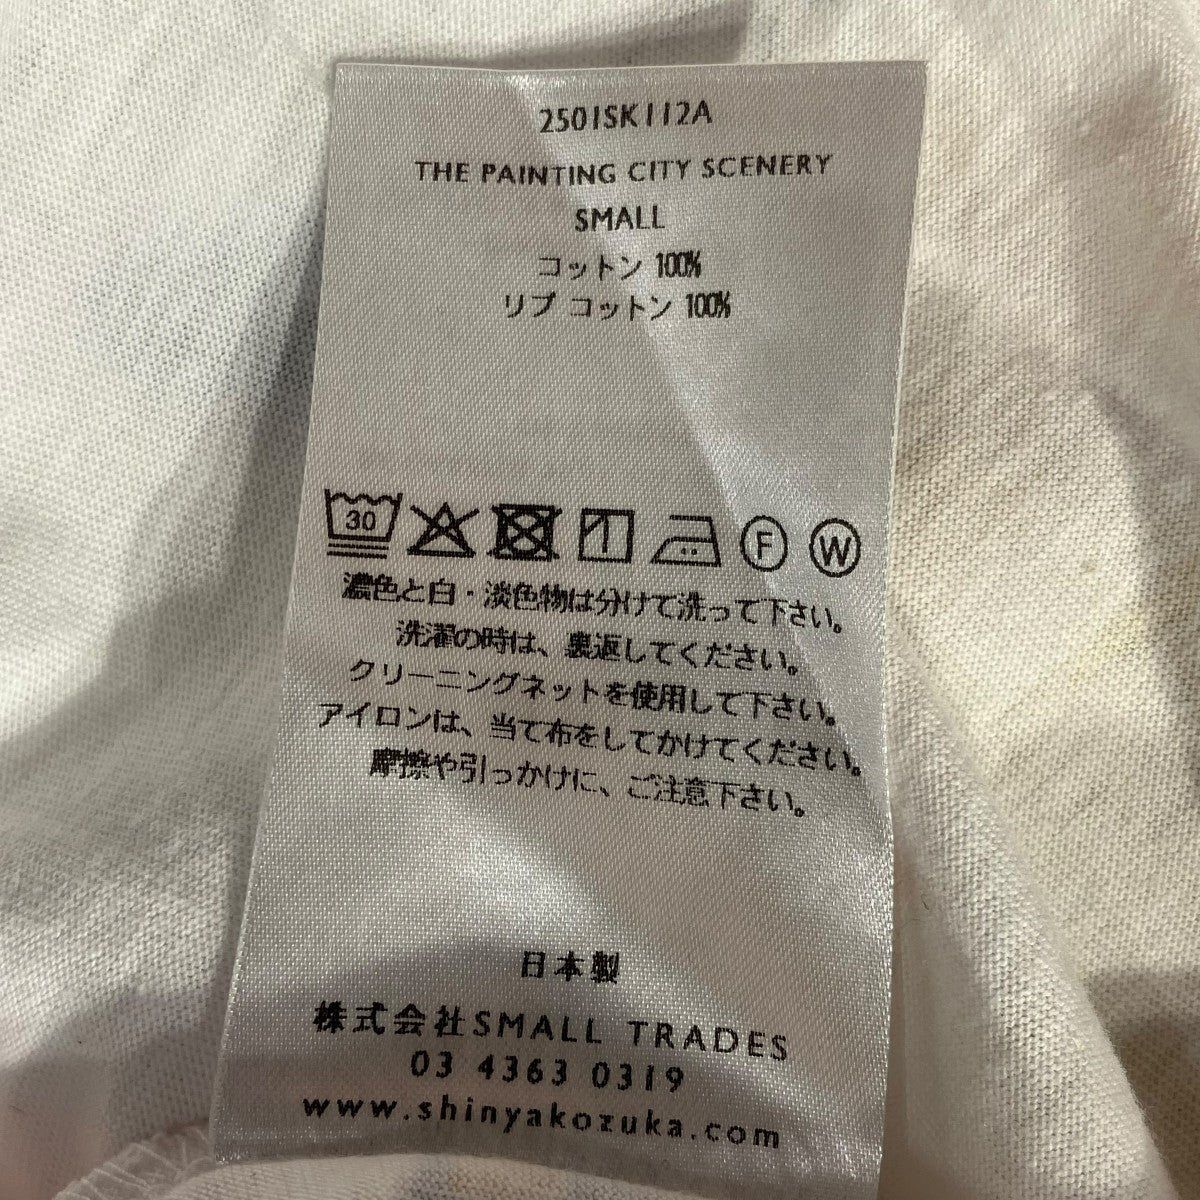 2501SK112A
THE PAINTING CITY SCENERY
SMALL
コットン 100%
リブ コットン 100%
30 F W
濃色と白・淡色物は分けて洗って下さい。
洗濯の時は、裏返してください。
クリーニングネットを使用して下さい。
アイロンは、当て布をしてかけてください。
摩擦や引っかけに、ご注意下さい。
日本製
株式会社SMALL TRADES
03 4363 0319
www.shinyakozuka.com